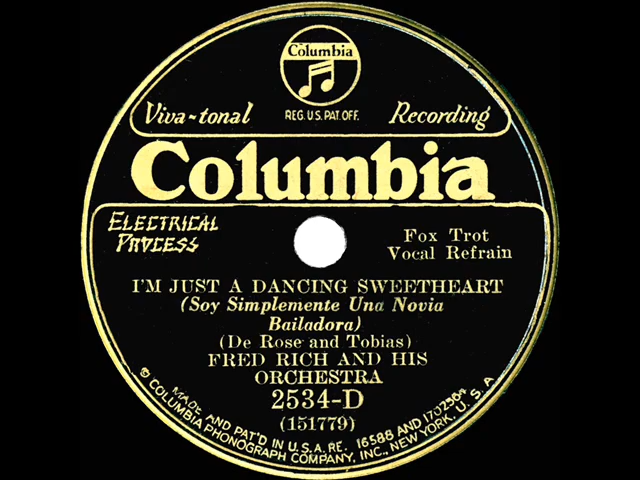 Columbia
REG. U.S. PAT. OFF.
Viva-tonal Recording
Columbia
ELECTRICAL
PROCESS
Fox Trot
Vocal Refrain
I'M JUST A DANCING SWEETHEART
(Soy Simplemente Una Novia
Bailadora)
(De Rose and Tobias)
FRED RICH AND HIS
ORCHESTRA
2534-D
(151779)
MADE AND PAT'D IN U.S.A. RE. 16588 AND 1702564
© COLUMBIA PHONOGRAPH COMPANY, INC., NEW YORK, U.S.A.